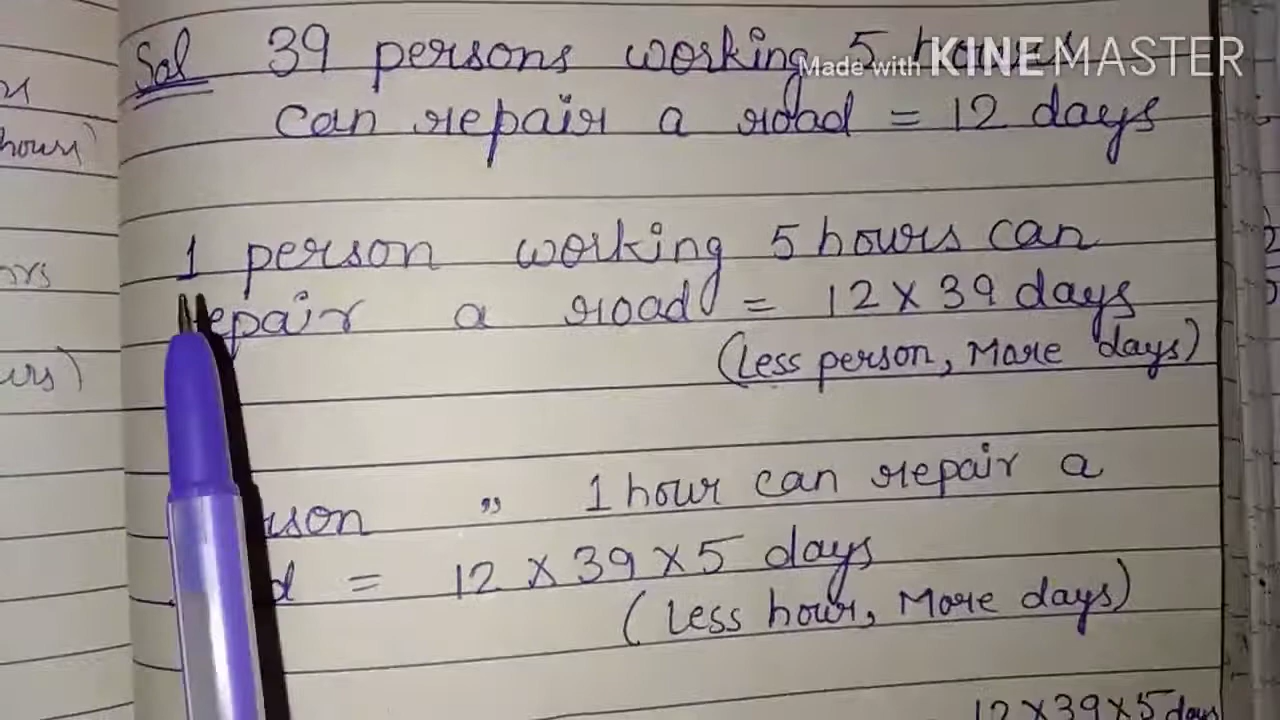 Sol 39 persons working 5 hours
Made with KINEMASTER
can repair a road = 12 days
1 person working 5 hours can
repair a road = 12 x 39 days
(Less person, More days)
1 hour can repair a
= 12 x 39 x 5 days
(Less hour, More days)
12 x 39 x 5 days
hours)